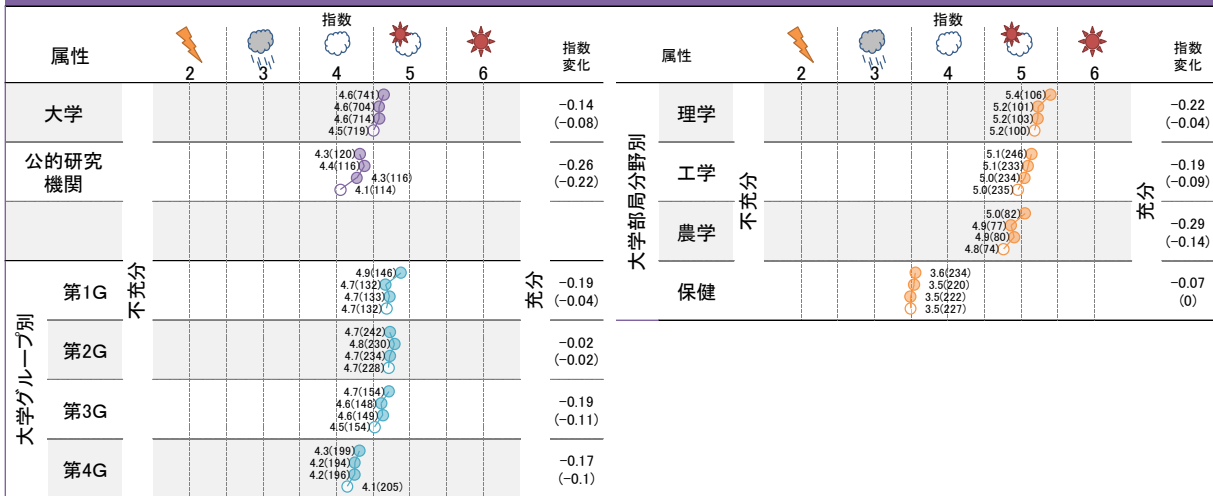 属性
指数
2 3 4 5 6
指数
変化
大学
4.6(741)
4.6(704)
4.6(714)
4.5(719)
-0.14
(-0.08)
公的研究
機関
4.3(120)
4.4(116)
4.3(116)
4.1(114)
-0.26
(-0.22)
不充分
充分
大学グループ別
第1G
4.9(146)
4.7(132)
4.7(133)
4.7(132)
-0.19
(-0.04)
第2G
4.7(242)
4.8(230)
4.7(234)
4.7(228)
-0.02
(-0.02)
第3G
4.7(154)
4.6(148)
4.6(149)
4.5(154)
-0.19
(-0.11)
第4G
4.3(199)
4.2(194)
4.2(196)
4.1(205)
-0.17
(-0.1)
属性
指数
2 3 4 5 6
指数
変化
大学部局分野別
不充分
充分
理学
5.4(106)
5.2(101)
5.2(103)
5.2(100)
-0.22
(-0.04)
工学
5.1(246)
5.1(233)
5.0(234)
5.0(235)
-0.19
(-0.09)
農学
5.0(82)
4.9(77)
4.9(80)
4.8(74)
-0.29
(-0.14)
保健
3.6(234)
3.5(220)
3.5(222)
3.5(227)
-0.07
(0)